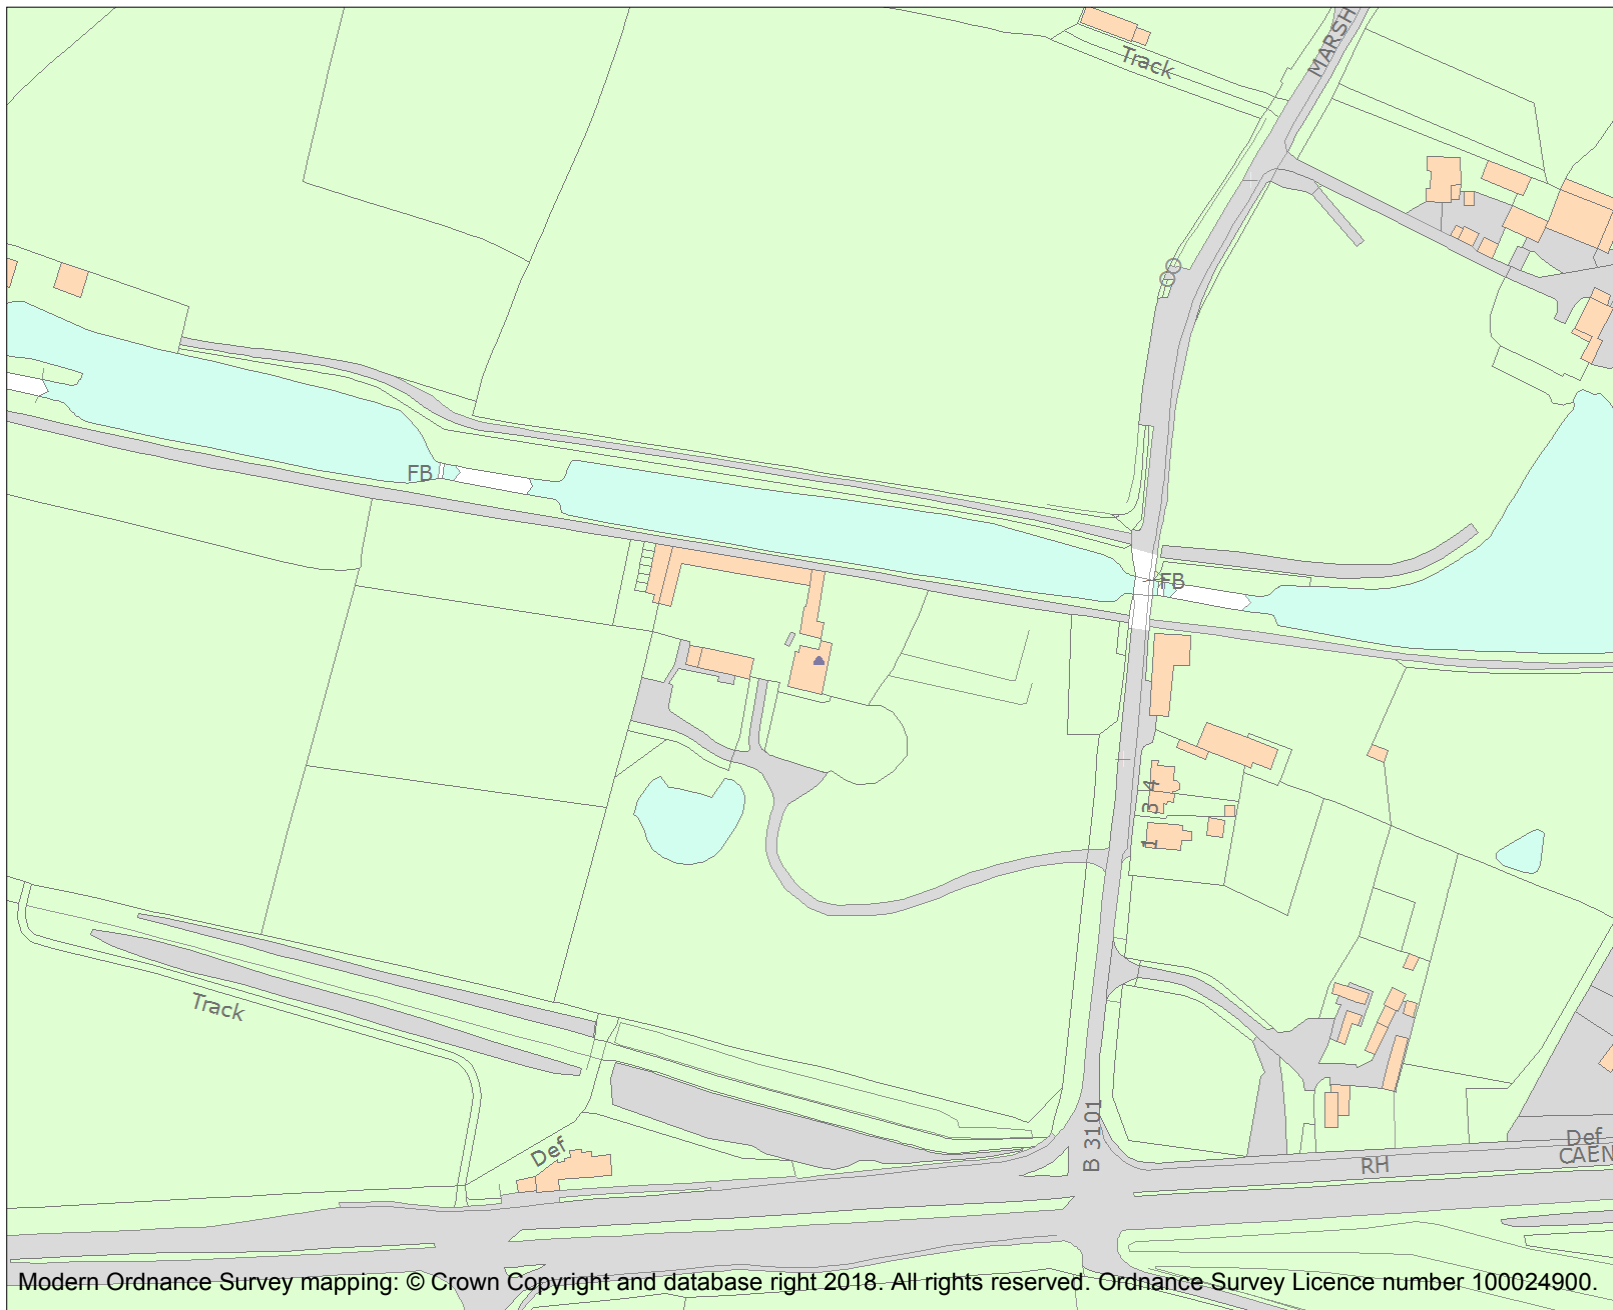 MARSH
Track
FB
FB
3 4
1
Track
Def
B 3101
RH
Def
CAEN
Modern Ordnance Survey mapping: © Crown Copyright and database right 2018. All rights reserved. Ordnance Survey Licence number 100024900.